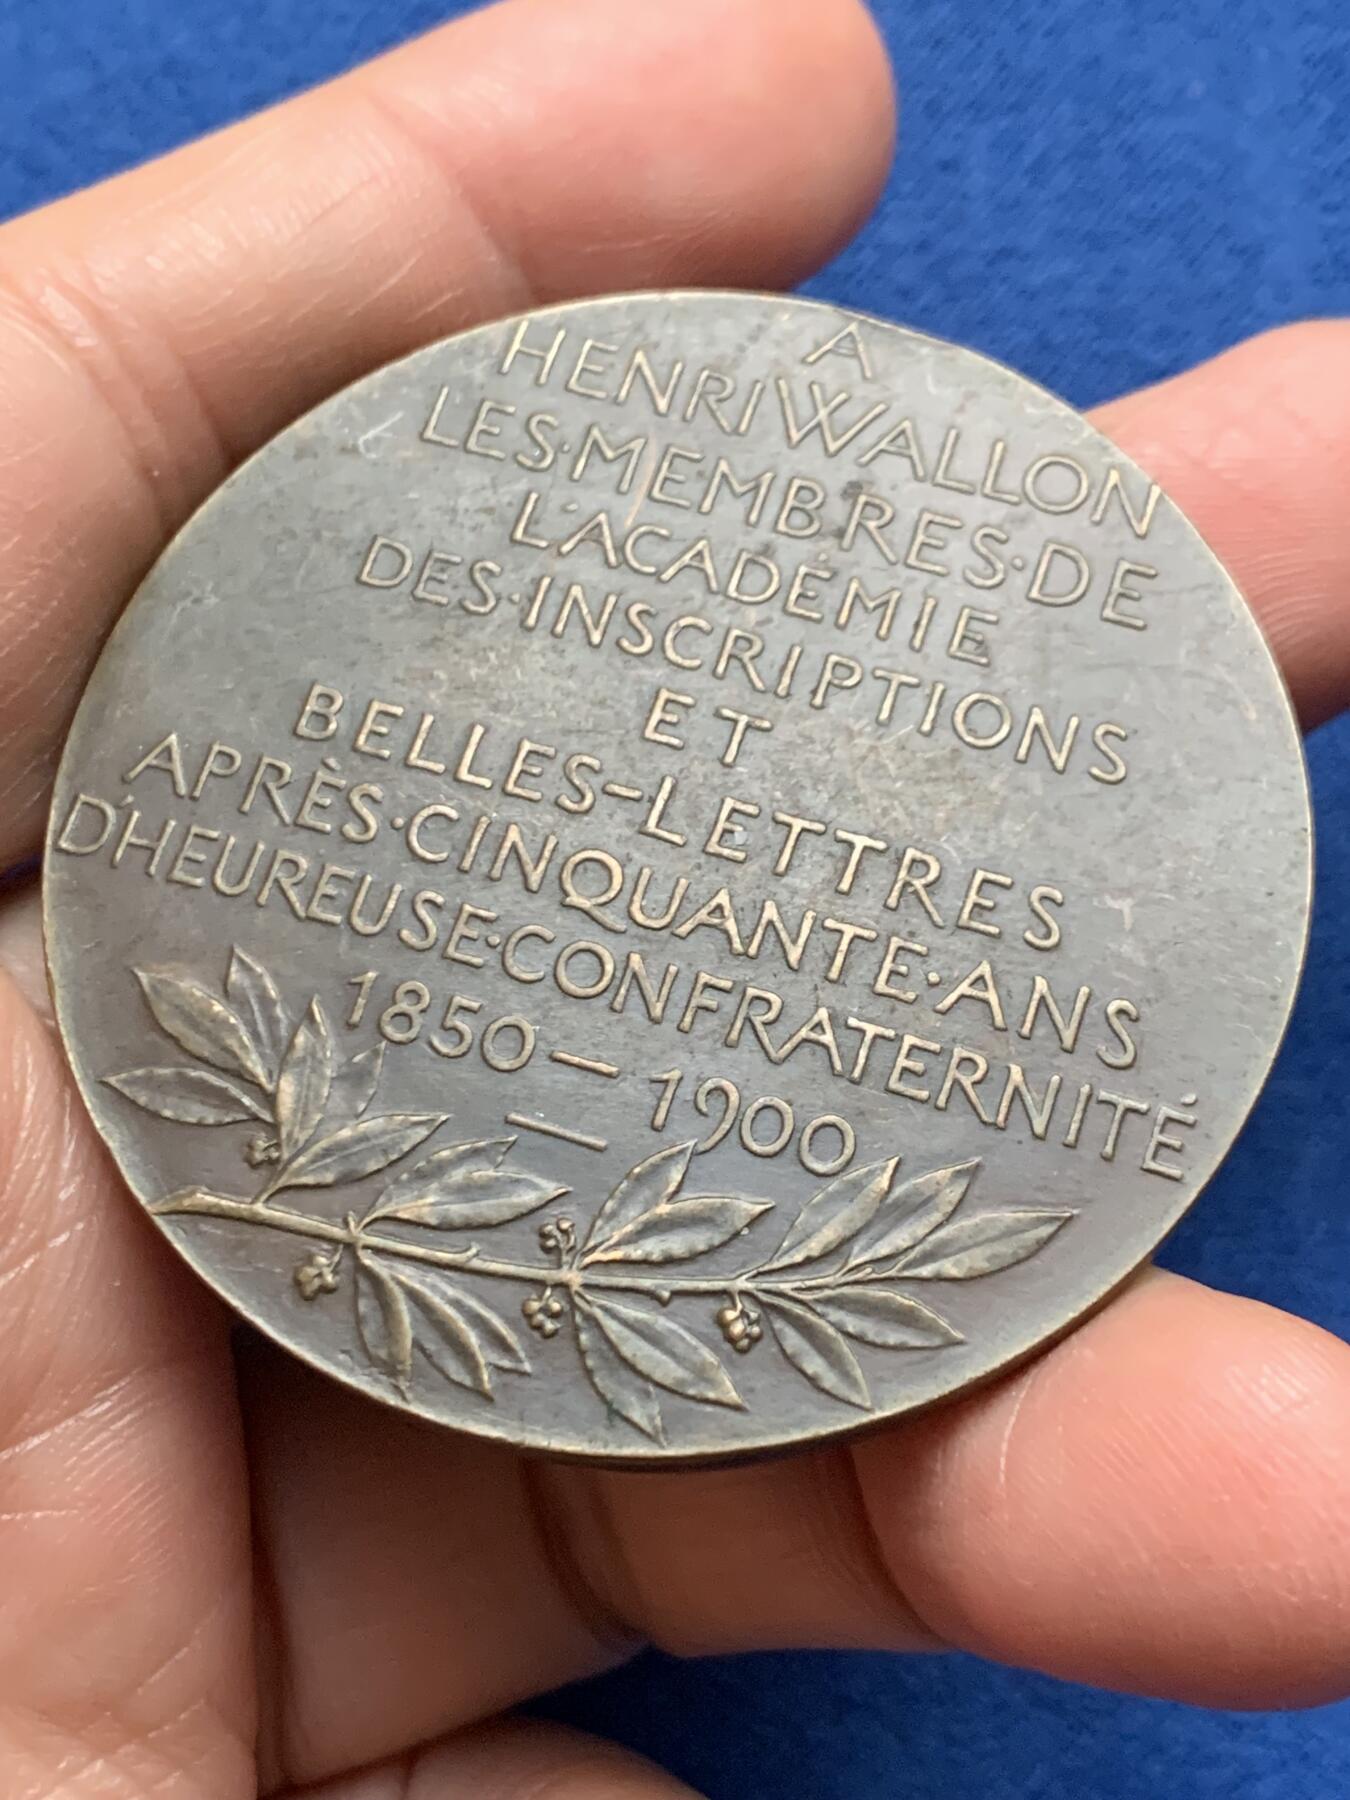 A
HENRI WALLON
LES·MEMBRES·DE
L'ACADÉMIE
DES·INSCRIPTIONS
ET
BELLES-LETTRES
APRÈS·CINQUANTE·ANS
D'HEUREUSE·CONFRATERNITÉ
1850 — 1900